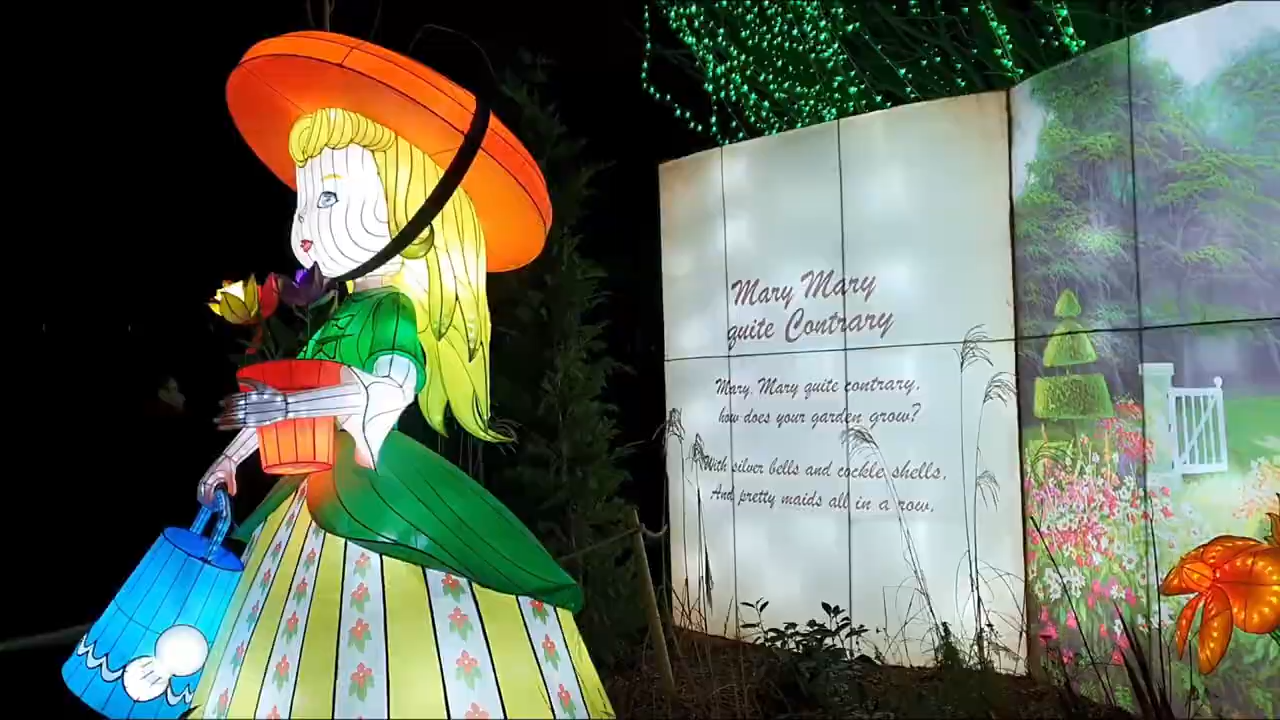 Mary Mary
quite Contrary
Mary, Mary quite contrary,
how does your garden grow?
With silver bells and cockle shells,
And pretty maids all in a row.